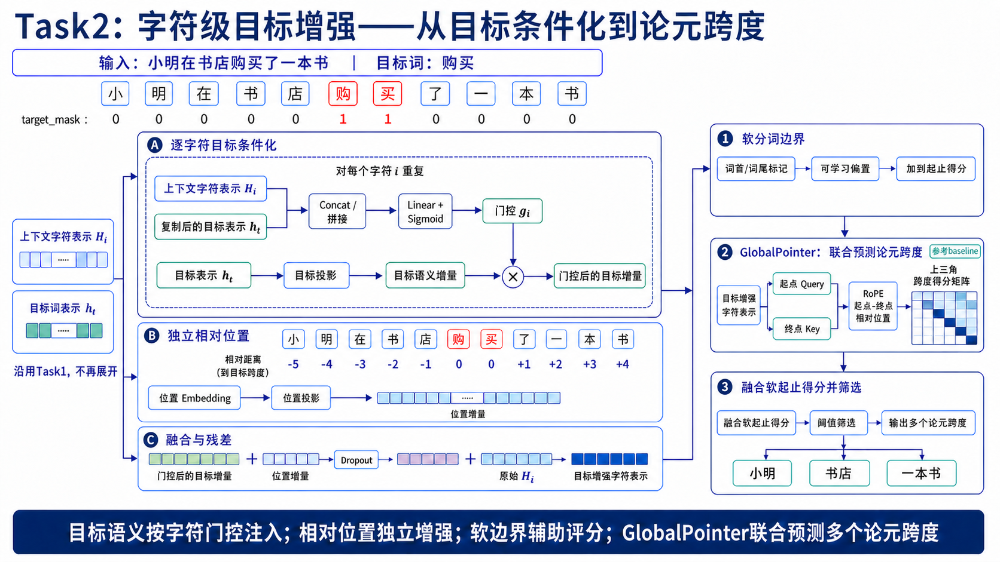 Task2：字符级目标增强——从目标条件化到论元跨度
输入：小明在书店购买了一本书 | 目标词：购买
小 明 在 书 店 购 买 了 一 本 书
target_mask： 0 0 0 0 0 1 1 0 0 0 0
上下文字符表示 H_i
.....
目标词表示 h_t
.....
沿用Task1，不再展开
A 逐字符目标条件化
对每个字符 i 重复
上下文字符表示 H_i
复制后的目标表示 h_t
Concat /
拼接
Linear +
Sigmoid
门控 g_i
目标表示 h_t
目标投影
目标语义增量
×
门控后的目标增量
B 独立相对位置
小 明 在 书 店 购 买 了 一 本 书
相对距离
（到目标跨度）
-5 -4 -3 -2 -1 0 0 +1 +2 +3 +4
位置 Embedding
位置投影
.....
位置增量
C 融合与残差
+
Dropout
+
门控后的目标增量
位置增量
原始 H_i
目标增强字符表示
1 软分词边界
词首/词尾标记
可学习偏置
加到起止得分
2 GlobalPointer：联合预测论元跨度
参考baseline
目标增强
字符表示
起点 Query
终点 Key
RoPE
起点-终点
相对位置
上三角
跨度得分矩阵
3 融合软起止得分并筛选
融合软起止得分
阈值筛选
输出多个论元跨度
小明
书店
一本书
目标语义按字符门控注入；相对位置独立增强；软边界辅助评分；GlobalPointer联合预测多个论元跨度